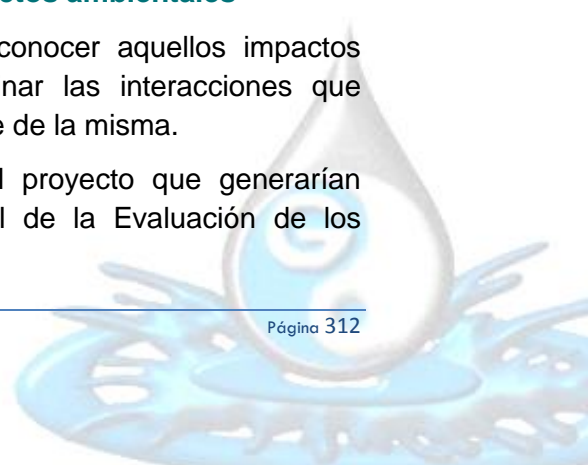 ctos ambientales
conocer aquellos impactos
nar las interacciones que
e de la misma.
l proyecto que generarían
l de la Evaluación de los
Página 312